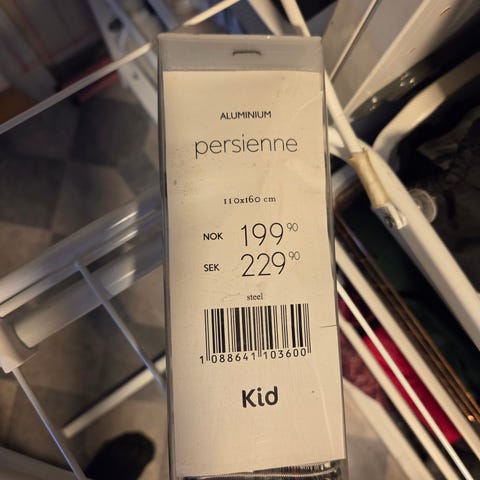 ALUMINIUM
persienne
110x160 cm
NOK 199 90
SEK 229 90
steel
1 088641 103600
Kid